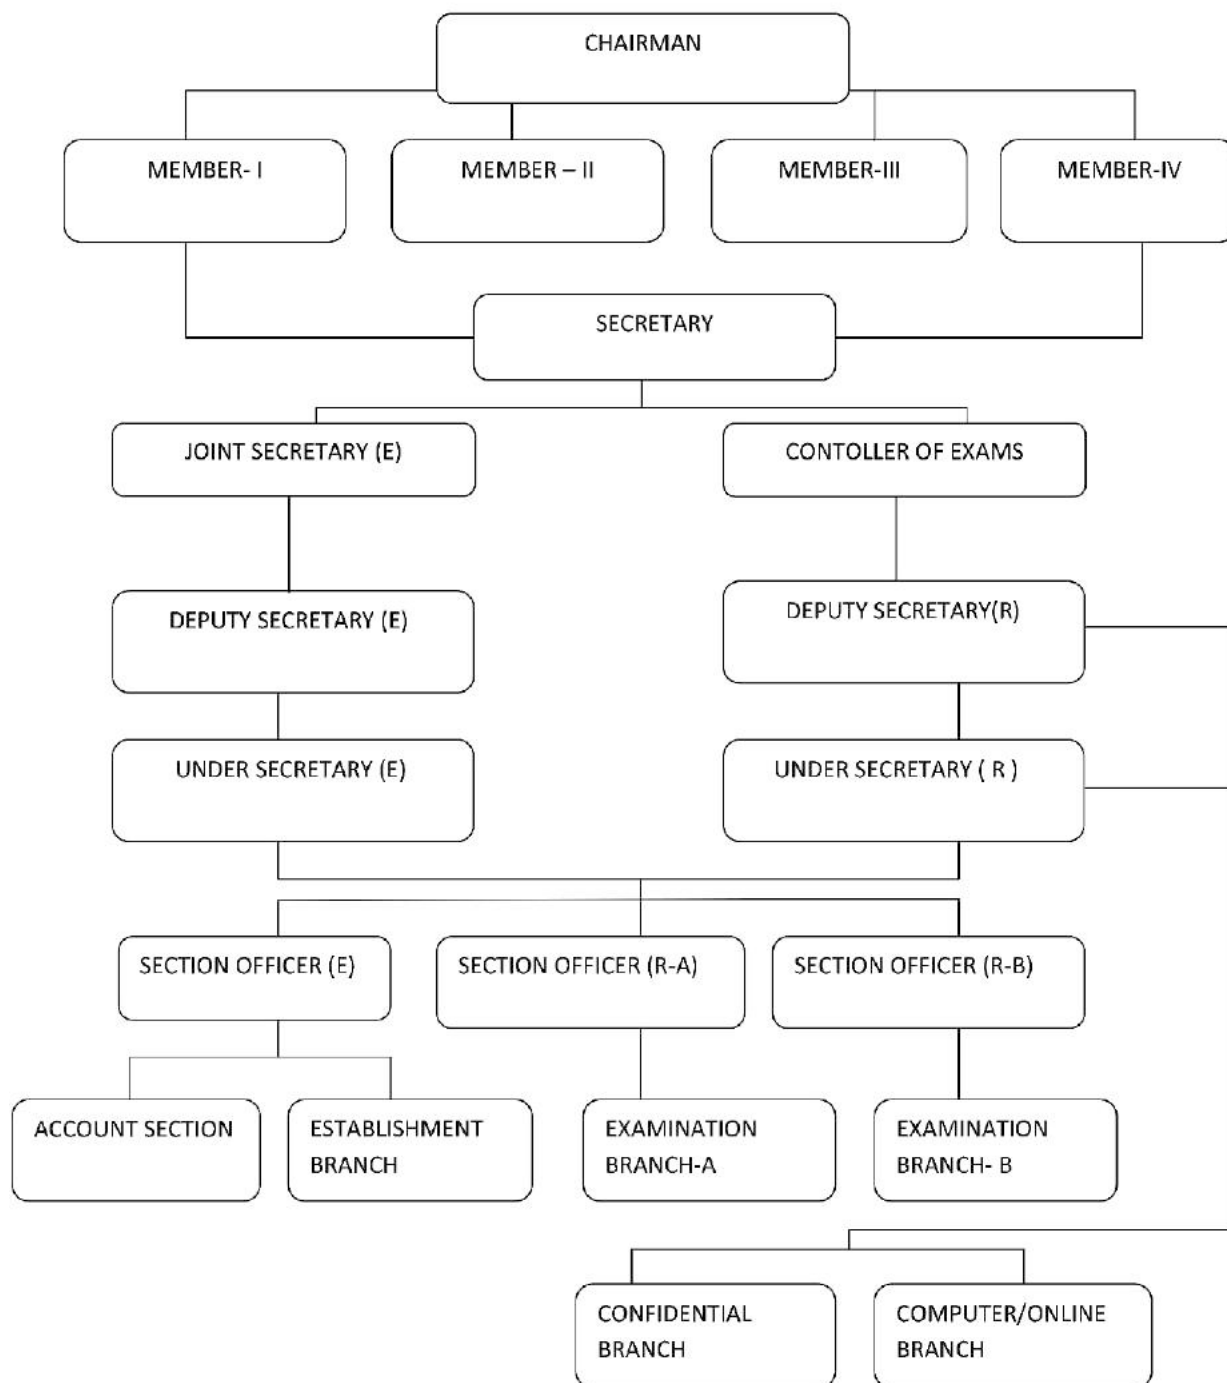 CHAIRMAN
MEMBER- I
MEMBER – II
MEMBER-III
MEMBER-IV
SECRETARY
JOINT SECRETARY (E)
CONTOLLER OF EXAMS
DEPUTY SECRETARY (E)
DEPUTY SECRETARY(R)
UNDER SECRETARY (E)
UNDER SECRETARY ( R )
SECTION OFFICER (E)
SECTION OFFICER (R-A)
SECTION OFFICER (R-B)
ACCOUNT SECTION
ESTABLISHMENT
BRANCH
EXAMINATION
BRANCH-A
EXAMINATION
BRANCH- B
CONFIDENTIAL
BRANCH
COMPUTER/ONLINE
BRANCH